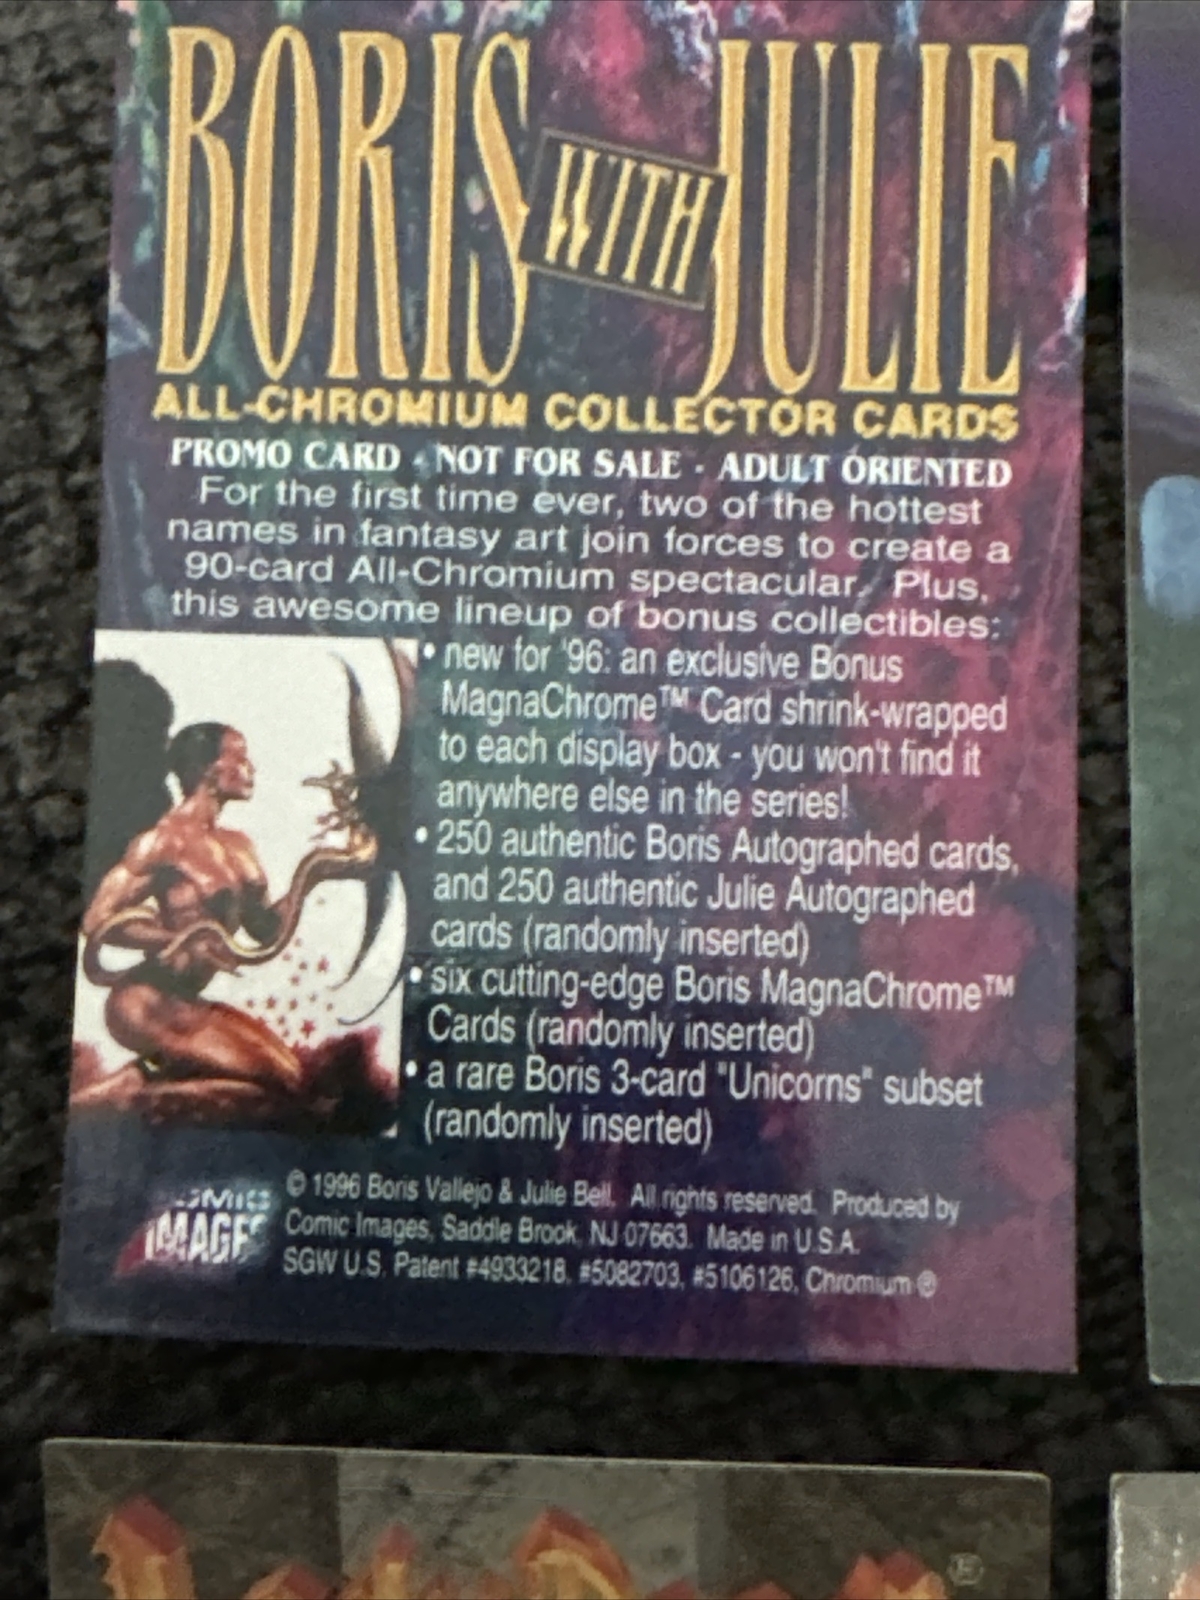 BORIS WITH JULIE
ALL-CHROMIUM COLLECTOR CARDS
PROMO CARD · NOT FOR SALE · ADULT ORIENTED
For the first time ever, two of the hottest
names in fantasy art join forces to create a
90-card All-Chromium spectacular. Plus,
this awesome lineup of bonus collectibles:
• new for '96: an exclusive Bonus
MagnaChrome™ Card shrink-wrapped
to each display box - you won't find it
anywhere else in the series!
• 250 authentic Boris Autographed cards,
and 250 authentic Julie Autographed
cards (randomly inserted)
• six cutting-edge Boris MagnaChrome™
Cards (randomly inserted)
• a rare Boris 3-card "Unicorns" subset
(randomly inserted)
COMIC
IMAGES
© 1996 Boris Vallejo & Julie Bell. All rights reserved. Produced by
Comic Images, Saddle Brook, NJ 07663. Made in U.S.A.
SGW U.S. Patent #4933218, #5082703, #5106126, Chromium ®